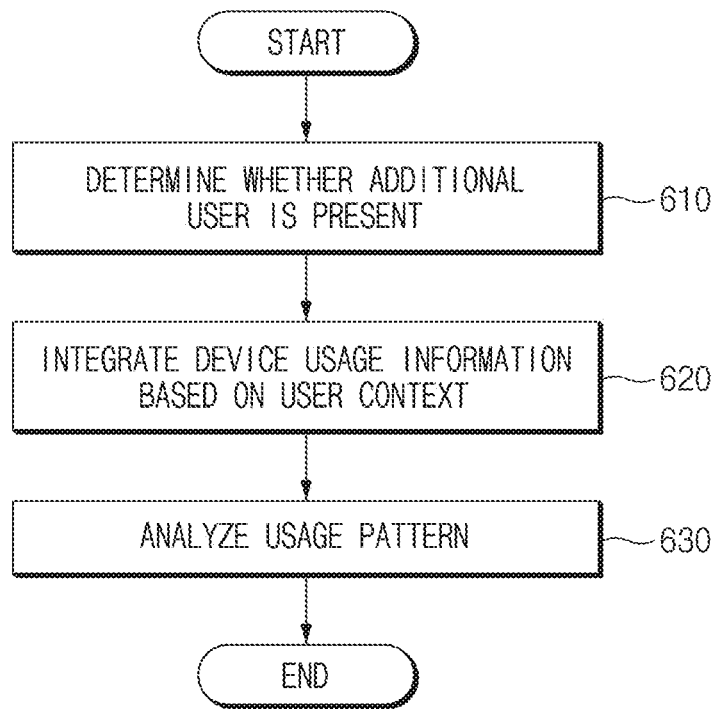 START
DETERMINE WHETHER ADDITIONAL
USER IS PRESENT
610
INTEGRATE DEVICE USAGE INFORMATION
BASED ON USER CONTEXT
620
ANALYZE USAGE PATTERN
630
END